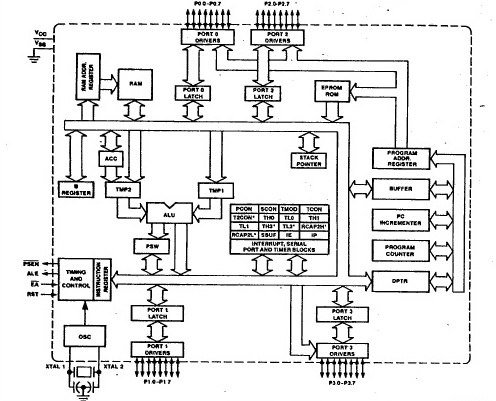 P0.0-P0.7
P2.0-P2.7
VCC
VSS
PORT 0
DRIVERS
PORT 2
DRIVERS
RAM ADDR.
REGISTER
RAM
PORT 0
LATCH
PORT 2
LATCH
EPROM
ROM
B
REGISTER
ACC
TMP2
TMP1
ALU
PSW
STACK
POINTER
PROGRAM
ADDR.
REGISTER
BUFFER
PC
INCREMENTER
PROGRAM
COUNTER
DPTR
PCON SCON TMOD TCON
T2CON* TH0 TL0 TH1
TL1 TH2* TL2* RCAP2H*
RCAP2L* SBUF IE IP
INTERRUPT, SERIAL
PORT AND TIMER BLOCKS
PSEN
ALE
EA
RST
TIMING
AND
CONTROL
INSTRUCTION
REGISTER
PORT 1
LATCH
PORT 3
LATCH
OSC
PORT 1
DRIVERS
PORT 3
DRIVERS
XTAL 1
XTAL 2
P1.0-P1.7
P3.0-P3.7